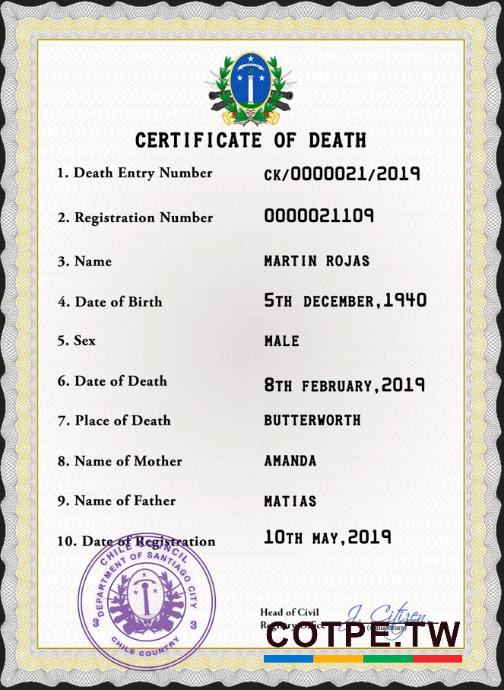 CERTIFICATE OF DEATH
1. Death Entry Number CK/0000021/2019
2. Registration Number 0000021109
3. Name MARTIN ROJAS
4. Date of Birth 5TH DECEMBER,1940
5. Sex MALE
6. Date of Death 8TH FEBRUARY,2019
7. Place of Death BUTTERWORTH
8. Name of Mother AMANDA
9. Name of Father MATIAS
10. Date of Registration 10TH MAY,2019
CHILE COUNCIL
DEPARTMENT OF SANTIAGO CITY
3 3
CHILE COUNTRY
Head of Civil
J. Citizen
COTPE.TW